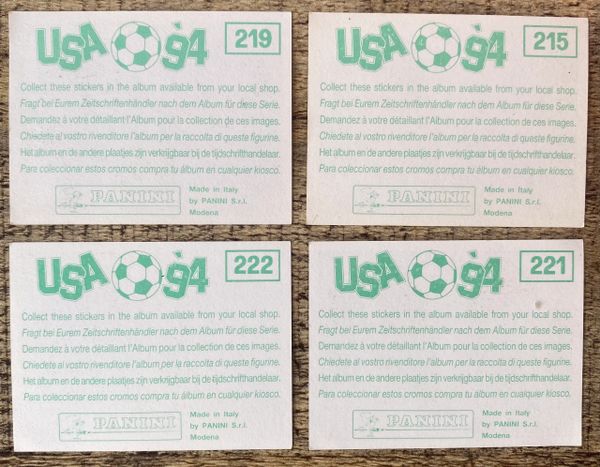 USA 94 219
Collect these stickers in the album available from your local shop.
Fragt bei Eurem Zeitschriftenhändler nach dem Album für diese Serie.
Demandez à votre détaillant l'Album pour la collection de ces images.
Chiedete al vostro rivenditore l'album per la raccolta di queste figurine.
Het album en de andere plaatjes zijn verkrijgbaar bij de tijdschrifthandelaar.
Para coleccionar estos cromos compra tu álbum en cualquier kiosco.
PANINI
Made in Italy
by PANINI S.r.l.
Modena
USA 94 215
Collect these stickers in the album available from your local shop.
Fragt bei Eurem Zeitschriftenhändler nach dem Album für diese Serie.
Demandez à votre détaillant l'Album pour la collection de ces images.
Chiedete al vostro rivenditore l'album per la raccolta di queste figurine.
Het album en de andere plaatjes zijn verkrijgbaar bij de tijdschrifthandelaar.
Para coleccionar estos cromos compra tu álbum en cualquier kiosco.
PANINI
Made in Italy
by PANINI S.r.l.
Modena
USA 94 222
Collect these stickers in the album available from your local shop.
Fragt bei Eurem Zeitschriftenhändler nach dem Album für diese Serie.
Demandez à votre détaillant l'Album pour la collection de ces images.
Chiedete al vostro rivenditore l'album per la raccolta di queste figurine.
Het album en de andere plaatjes zijn verkrijgbaar bij de tijdschrifthandelaar.
Para coleccionar estos cromos compra tu álbum en cualquier kiosco.
PANINI
Made in Italy
by PANINI S.r.l.
Modena
USA 94 221
Collect these stickers in the album available from your local shop.
Fragt bei Eurem Zeitschriftenhändler nach dem Album für diese Serie.
Demandez à votre détaillant l'Album pour la collection de ces images.
Chiedete al vostro rivenditore l'album per la raccolta di queste figurine.
Het album en de andere plaatjes zijn verkrijgbaar bij de tijdschrifthandelaar.
Para coleccionar estos cromos compra tu álbum en cualquier kiosco.
PANINI
Made in Italy
by PANINI S.r.l.
Modena